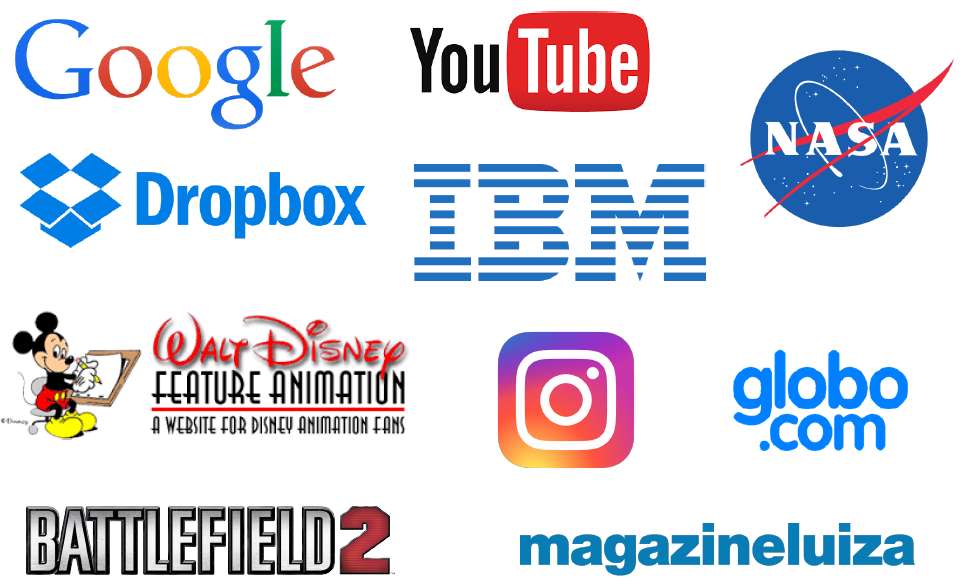 Google
YouTube
NASA
Dropbox
IBM
WALT DISNEY
FEATURE ANIMATION
A WEBSITE FOR DISNEY ANIMATION FANS
©Disney
globo
.com
BATTLEFIELD 2
magazineluiza